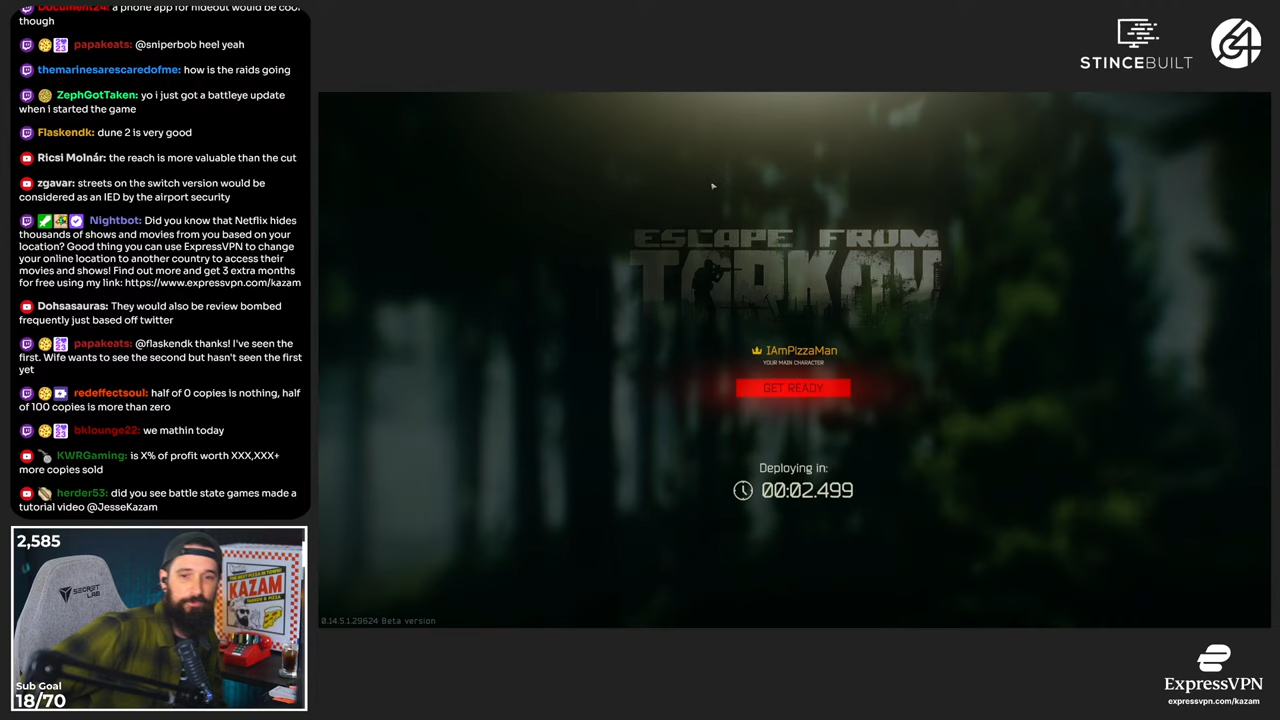 Document24: a phone app for hideout would be cool
though
papakeats: @sniperbob heel yeah
themarinesarescaredofme: how is the raids going
ZephGotTaken: yo i just got a battleye update
when i started the game
Flaskendk: dune 2 is very good
Ricsi Molnár: the reach is more valuable than the cut
zgavar: streets on the switch version would be
considered as an IED by the airport security
Nightbot: Did you know that Netflix hides
thousands of shows and movies from you based on your
location? Good thing you can use ExpressVPN to change
your online location to another country to access their
movies and shows! Find out more and get 3 extra months
for free using my link: https://www.expressvpn.com/kazam
Dohsasauras: They would also be review bombed
frequently just based off twitter
papakeats: @flaskendk thanks! I've seen the
first. Wife wants to see the second but hasn't seen the first
yet
redeffectsoul: half of 0 copies is nothing, half
of 100 copies is more than zero
bklounge22: we mathin today
KWRGaming: is X% of profit worth XXX,XXX+
more copies sold
herder53: did you see battle state games made a
tutorial video @JesseKazam
2,585
SECRETLAB
KAZAM
Sub Goal
18/70
STINCEBUILT
64
ESCAPE FROM
TARKOV
IAmPizzaMan
YOUR MAIN CHARACTER
GET READY
Deploying in:
00:02.499
0.14.5.1.29624 Beta version
ExpressVPN
expressvpn.com/kazam